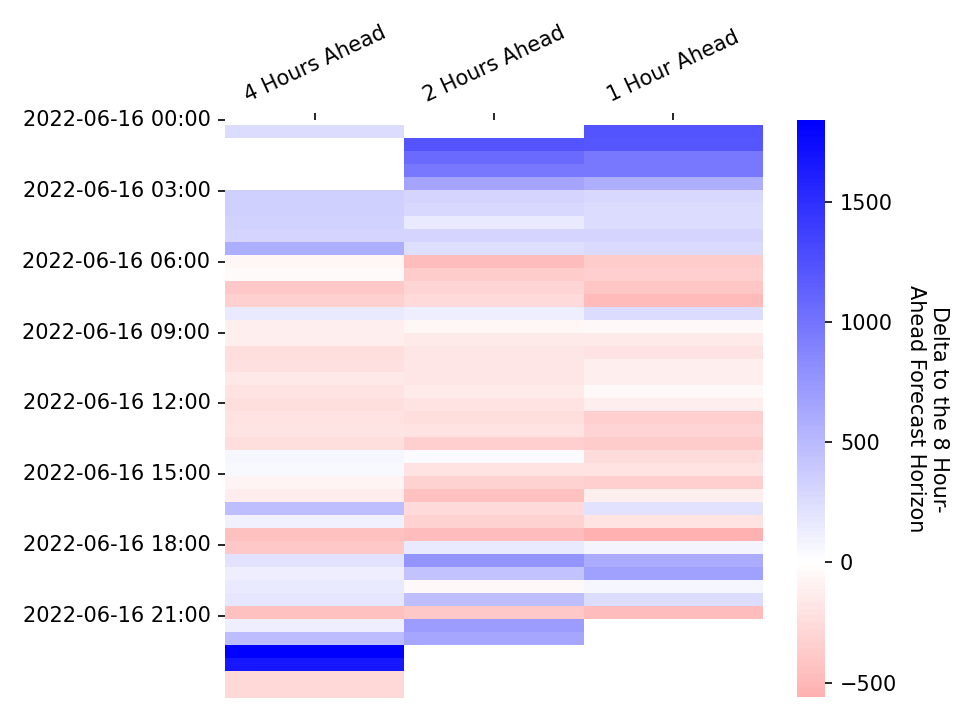 4 Hours Ahead
2 Hours Ahead
1 Hour Ahead
2022-06-16 00:00
2022-06-16 03:00
2022-06-16 06:00
2022-06-16 09:00
2022-06-16 12:00
2022-06-16 15:00
2022-06-16 18:00
2022-06-16 21:00
1500
1000
500
0
−500
Delta to the 8 Hour-
Ahead Forecast Horizon